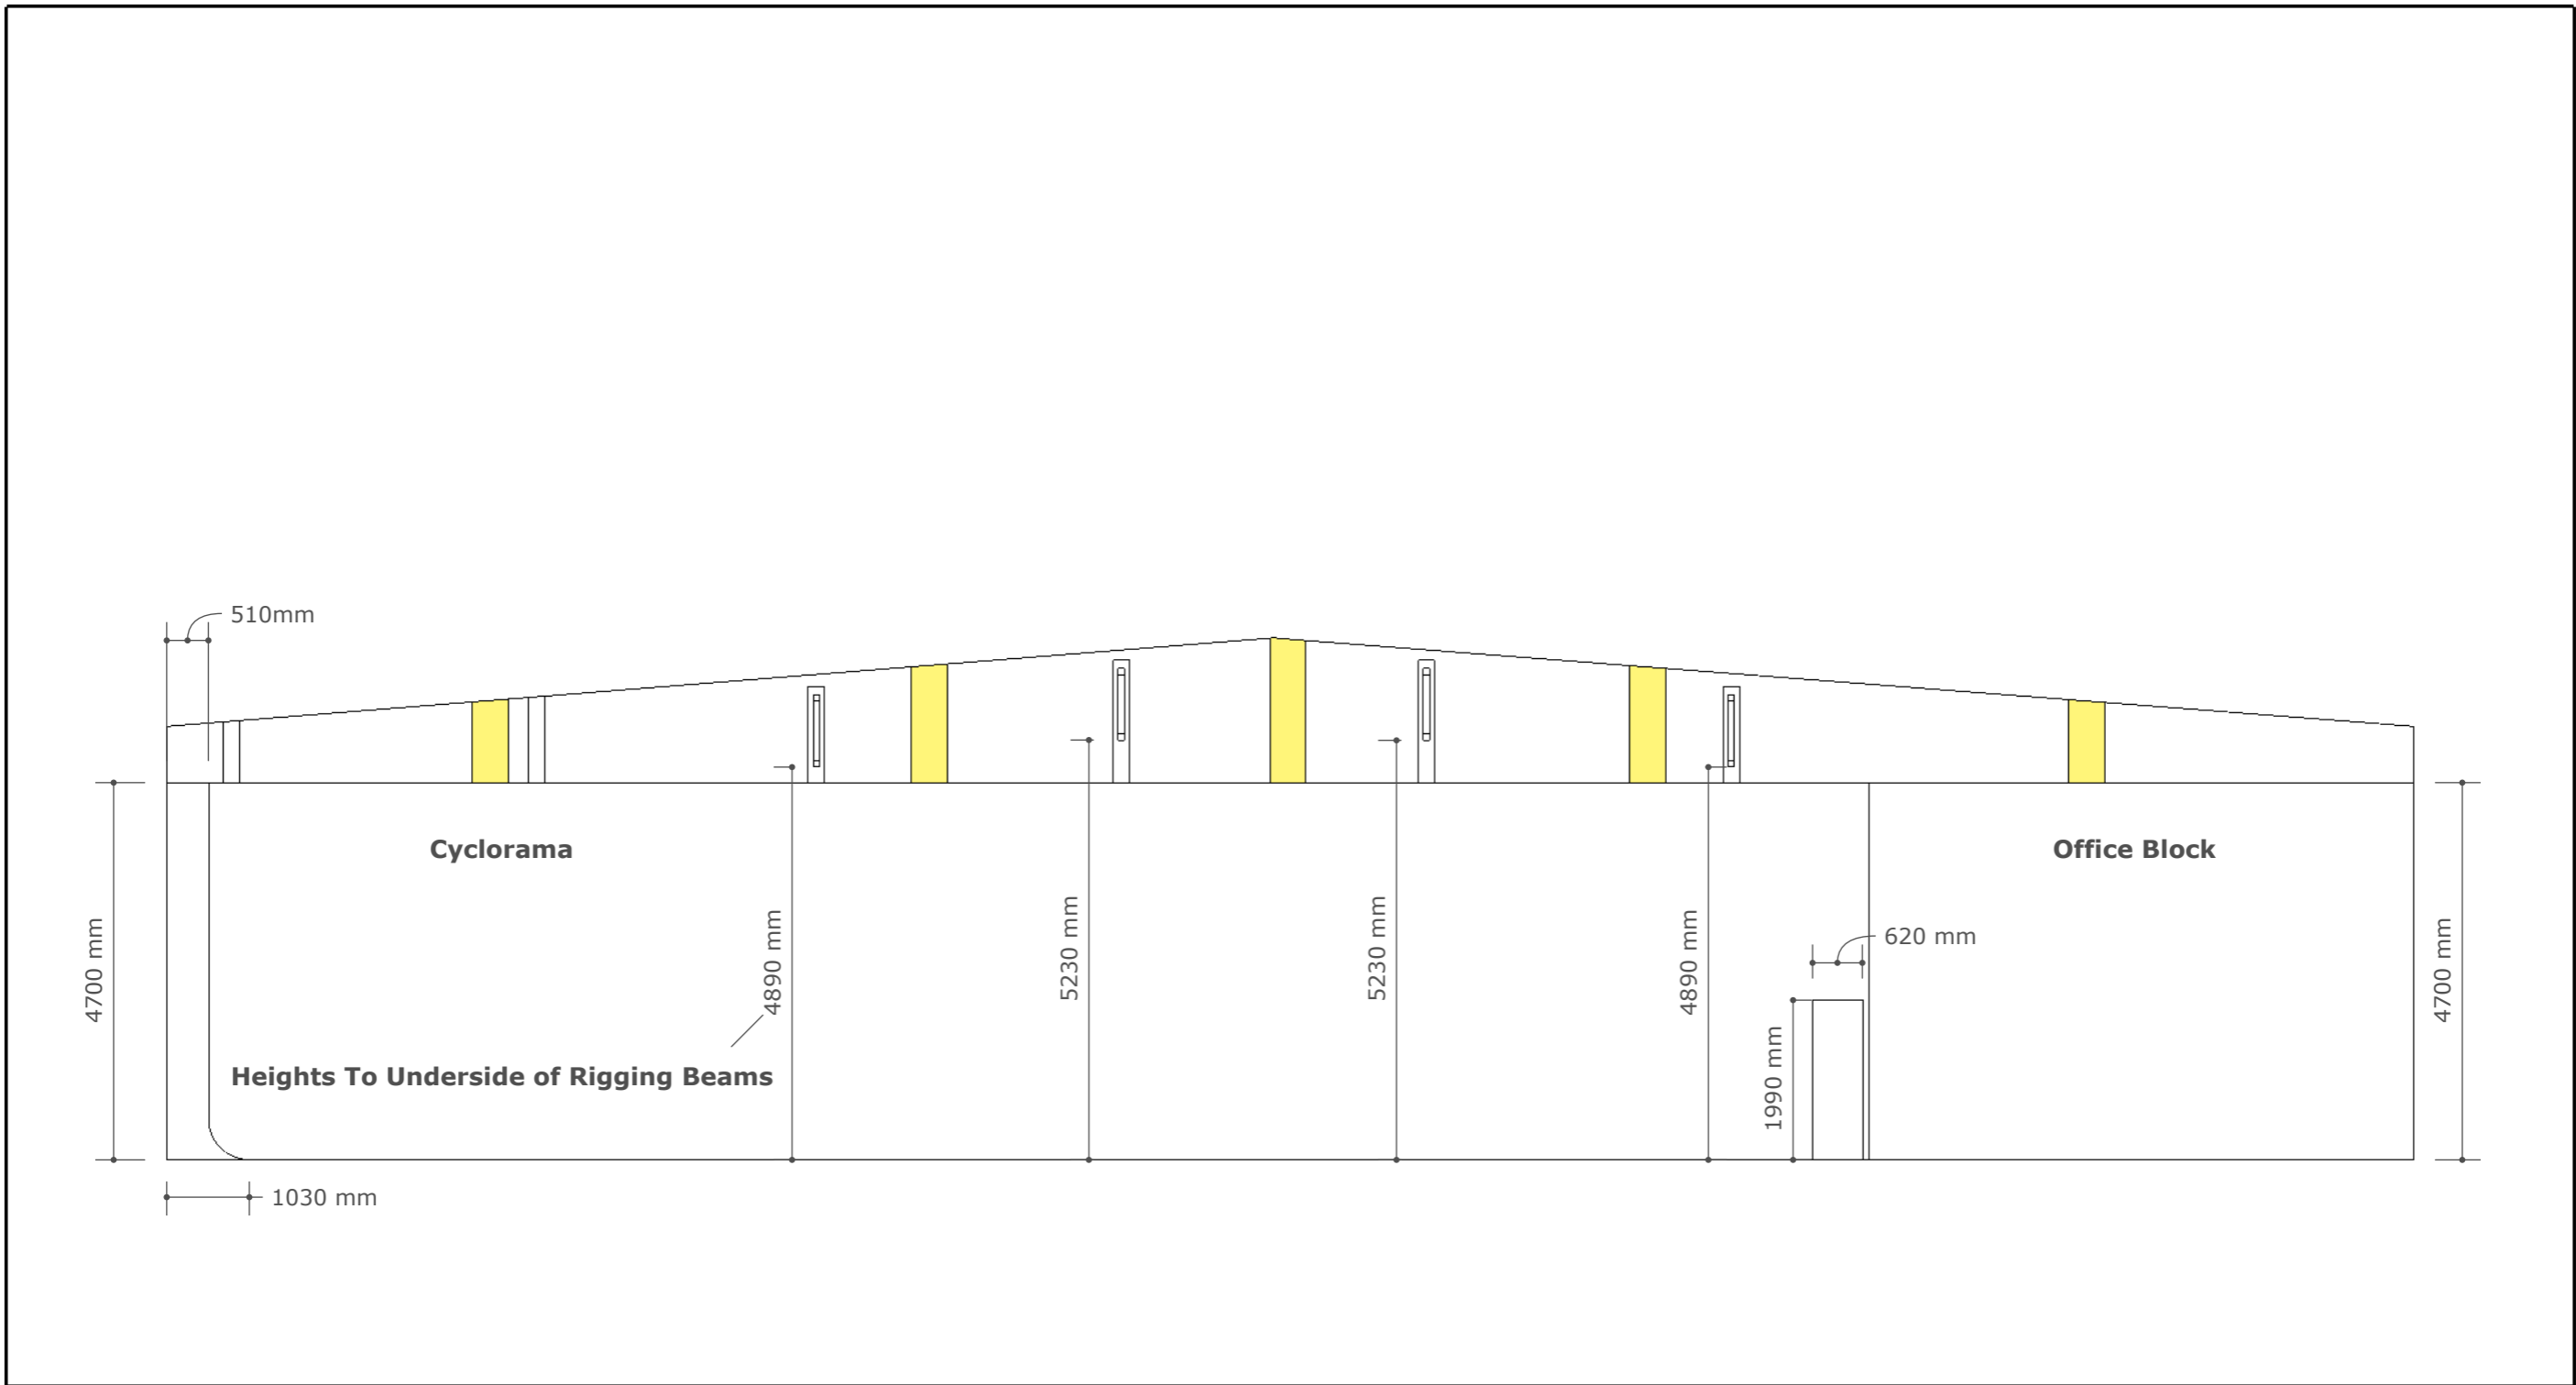 510mm
Cyclorama
Office Block
4700 mm
4890 mm
5230 mm
5230 mm
4890 mm
620 mm
4700 mm
1990 mm
Heights To Underside of Rigging Beams
1030 mm